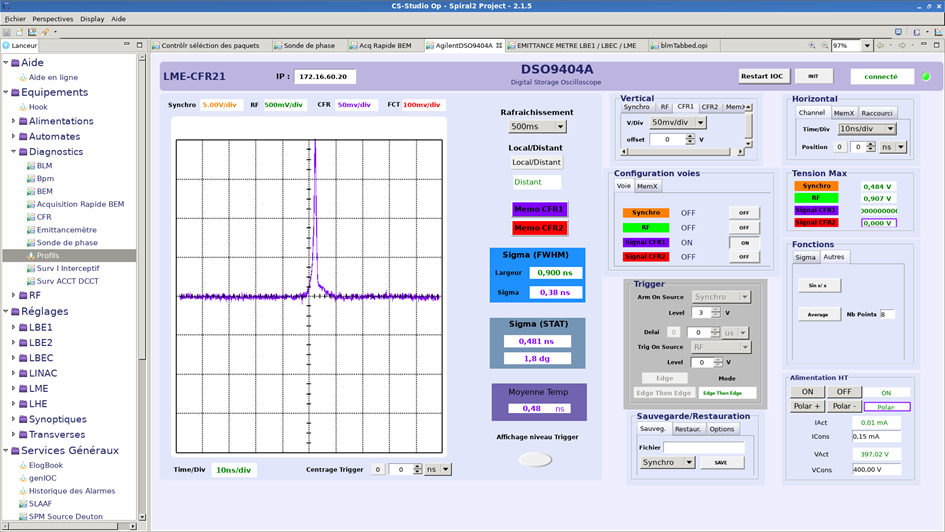 CS-Studio Op - Spiral2 Project - 2.1.5
Fichier Perspectives Display Aide
97%
Lanceur
Contrôlr séléction des paquets
Sonde de phase
Acq Rapide BEM
AgilentDSO9404A
EMITTANCE METRE LBE1 / LBEC / LME
blmTabbed.opi
Aide
Aide en ligne
Equipements
Hook
Alimentations
Automates
Diagnostics
BLM
Bpm
BEM
Acquisition Rapide BEM
CFR
Emittancemètre
Sonde de phase
Profils
Surv I Interceptif
Surv ACCT DCCT
RF
Réglages
LBE1
LBE2
LBEC
LINAC
LME
LHE
Synoptiques
Transverses
Services Généraux
ElogBook
genIOC
Historique des Alarmes
SLAAF
SPM Source Deuton
LME-CFR21
IP : 172.16.60.20
DSO9404A
Digital Storage Oscilloscope
Restart IOC
INIT
connecté
Synchro 5.00V/div RF 500mV/div CFR 50mv/div FCT 100mv/div
Time/Div 10ns/div Centrage Trigger 0 0 ns
Rafraichissement
500ms
Local/Distant
Local/Distant
Distant
Memo CFR1
Memo CFR2
Sigma (FWHM)
Largeur 0,900 ns
Sigma 0,38 ns
Sigma (STAT)
0,481 ns
1,8 dg
Moyenne Temp
0,48 ns
Affichage niveau Trigger
Vertical
Synchro RF CFR1 CFR2 MemX
V/Div 50mV/div
offset 0 V
Configuration voies
Voie MemX
Synchro OFF OFF
RF OFF OFF
Signal CFR1 ON ON
Signal CFR2 OFF OFF
Trigger
Arm On Source Synchro
Level 3 V
Delai 0 0 us
Trig On Source RF
Level 0 V
Edge Mode
Edge Then Edge Edge Then Edge
Sauvegarde/Restauration
Sauveg. Restaur. Options
Fichier
Synchro SAVE
Horizontal
Channel MemX Raccourci
Time/Div 10ns/div
Position 0 0 ns
Tension Max
Synchro 0,484 V
RF 0,907 V
Signal CFR1
Signal CFR2 0,000 V
Fonctions
Sigma Autres
Sin x/x
Average Nb Points 8
Alimentation HT
ON OFF ON
Polar + Polar - Polar-
IAct 0,01 mA
ICons 0,15 mA
VAct 397,02 V
VCons 400,00 V